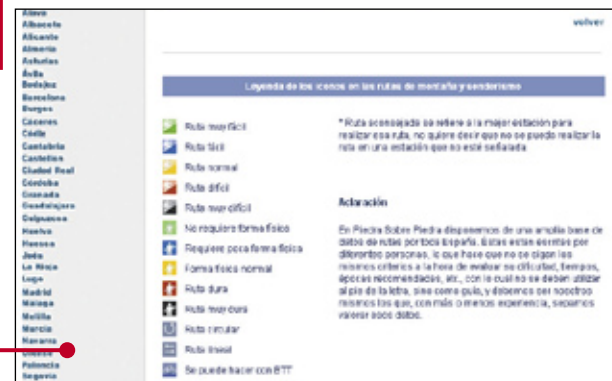 Álava
Albacete
Alicante
Almería
Asturias
Ávila
Badajoz
Barcelona
Burgos
Cáceres
Cádiz
Cantabria
Castellón
Ciudad Real
Córdoba
Granada
Guadalajara
Guipuzcoa
Huelva
Huesca
Jaén
La Rioja
Lugo
Madrid
Malaga
Melilla
Murcia
Navarra
Orense
Palencia
Segovia
volver
Leyenda de los iconos en las rutas de montaña y senderismo
Ruta muy fácil
Ruta fácil
Ruta normal
Ruta difícil
Ruta muy difícil
No requiere forma física
Requiere poca forma física
Forma física normal
Ruta dura
Ruta muy dura
Ruta circular
Ruta lineal
Se puede hacer con BTT
* Ruta aconsejada se refiere a la mejor estación para
realizar esa ruta, no quiere decir que no se pueda realizar la
ruta en una estación que no esté señalada.
Aclaración
En Piedra Sobre Piedra disponemos de una amplia base de
datos de rutas por toda España. Estas estan escritas por
diferentes personas, lo que hace que no se sigan los
mismos criterios a la hora de evaluar su dificultad, tiempos,
épocas recomendadas, etc., con lo cual no se deben utilizar
al pie de la letra, sino como guía, y debemos ser nosotros
mismos los que, con más o menos experiencia, sepamos
valorar esos datos.